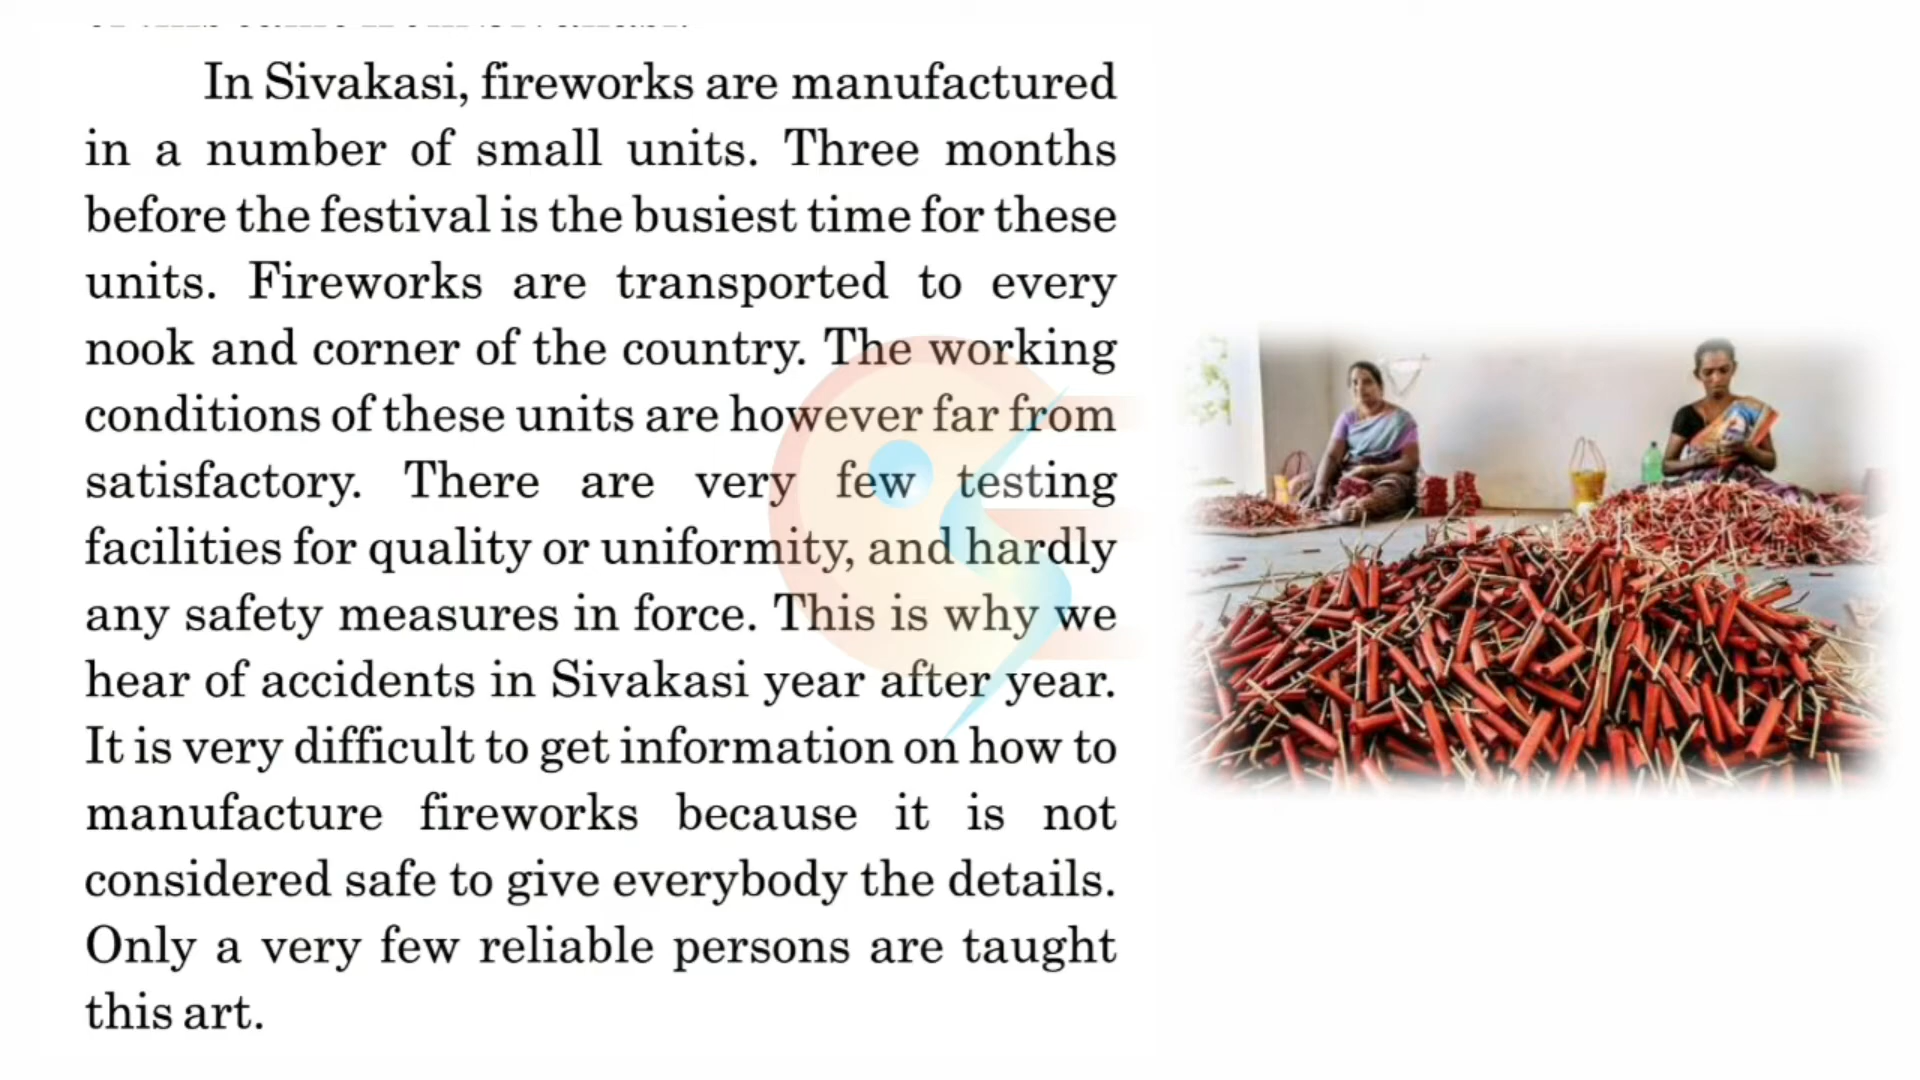 In Sivakasi, fireworks are manufactured
in a number of small units. Three months
before the festival is the busiest time for these
units. Fireworks are transported to every
nook and corner of the country. The working
conditions of these units are however far from
satisfactory. There are very few testing
facilities for quality or uniformity, and hardly
any safety measures in force. This is why we
hear of accidents in Sivakasi year after year.
It is very difficult to get information on how to
manufacture fireworks because it is not
considered safe to give everybody the details.
Only a very few reliable persons are taught
this art.